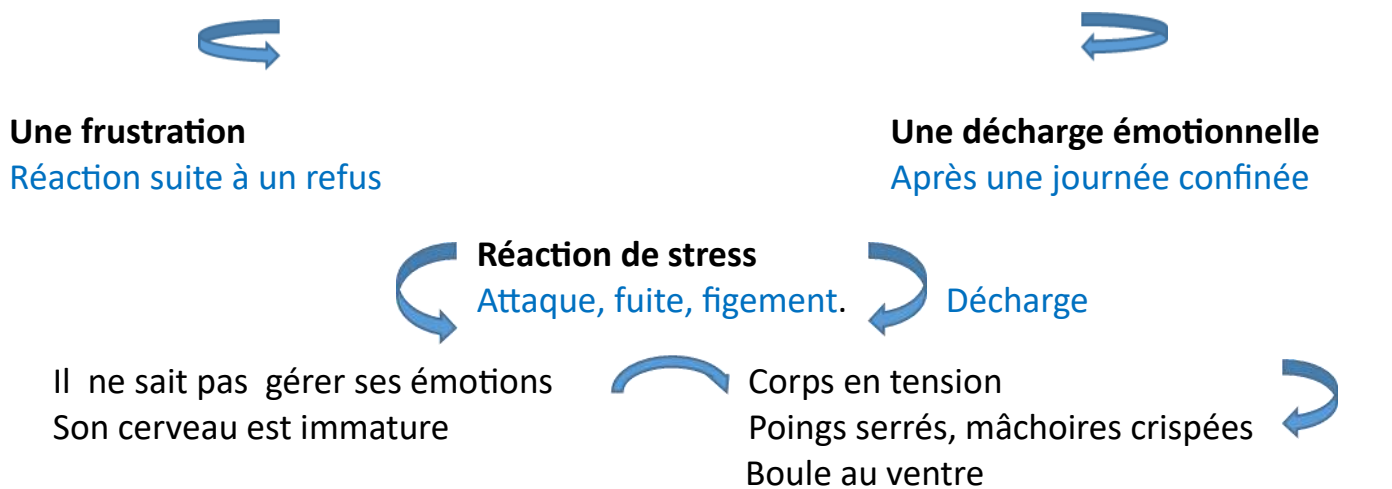 Une frustration
Une décharge émotionnelle
Réaction suite à un refus
Après une journée confinée
Réaction de stress
Attaque, fuite, figement.
Décharge
Il ne sait pas gérer ses émotions
Corps en tension
Son cerveau est immature
Poings serrés, mâchoires crispées
Boule au ventre